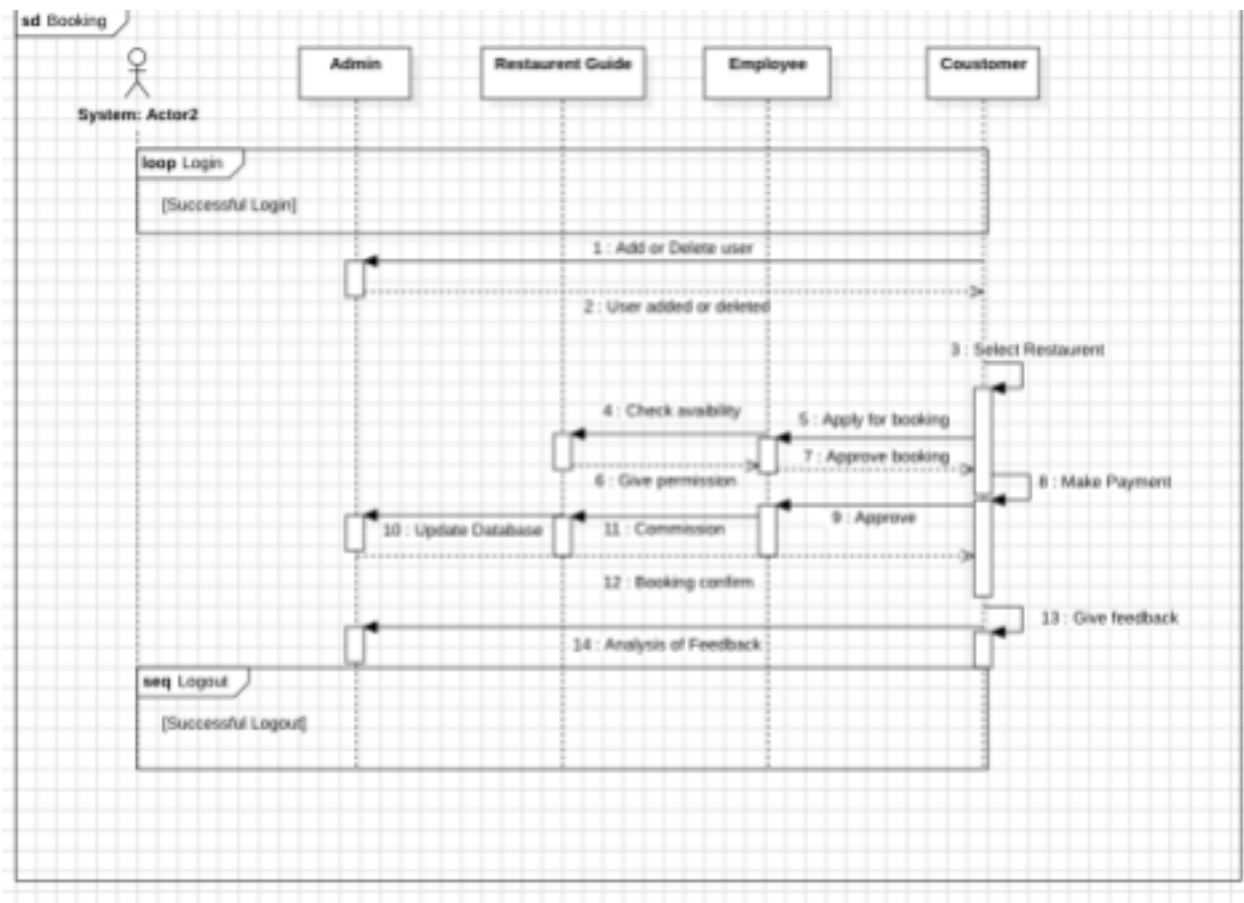 sd Booking
Admin
Restaurent Guide
Employee
Coustomer
System: Actor2
loop Login
[Successful Login]
1 : Add or Delete user
2 : User added or deleted
3 : Select Restaurent
4 : Check avaibility
5 : Apply for booking
7 : Approve booking
6 : Give permission
8 : Make Payment
9 : Approve
10 : Update Database
11 : Commission
12 : Booking confirm
13 : Give feedback
14 : Analysis of Feedback
seq Logout
[Successful Logout]